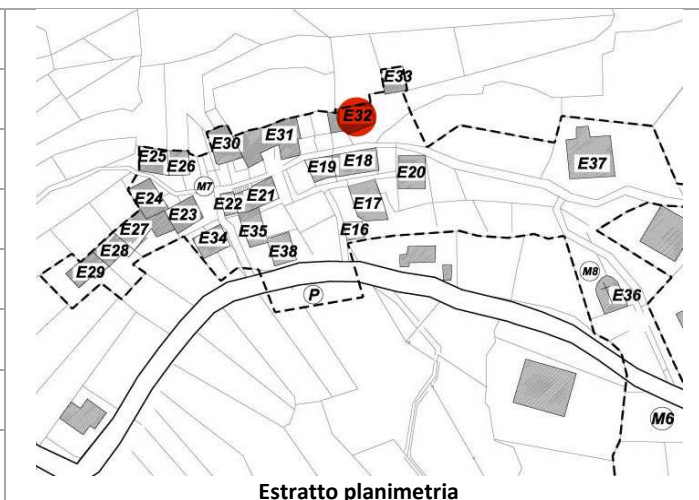 E33
E32
E30
E31
E25
E26
E19
E18
E20
E37
M7
E24
E22
E21
E17
E27
E23
E35
E16
E34
E28
E38
E29
M8
P
E36
M6
Estratto planimetria